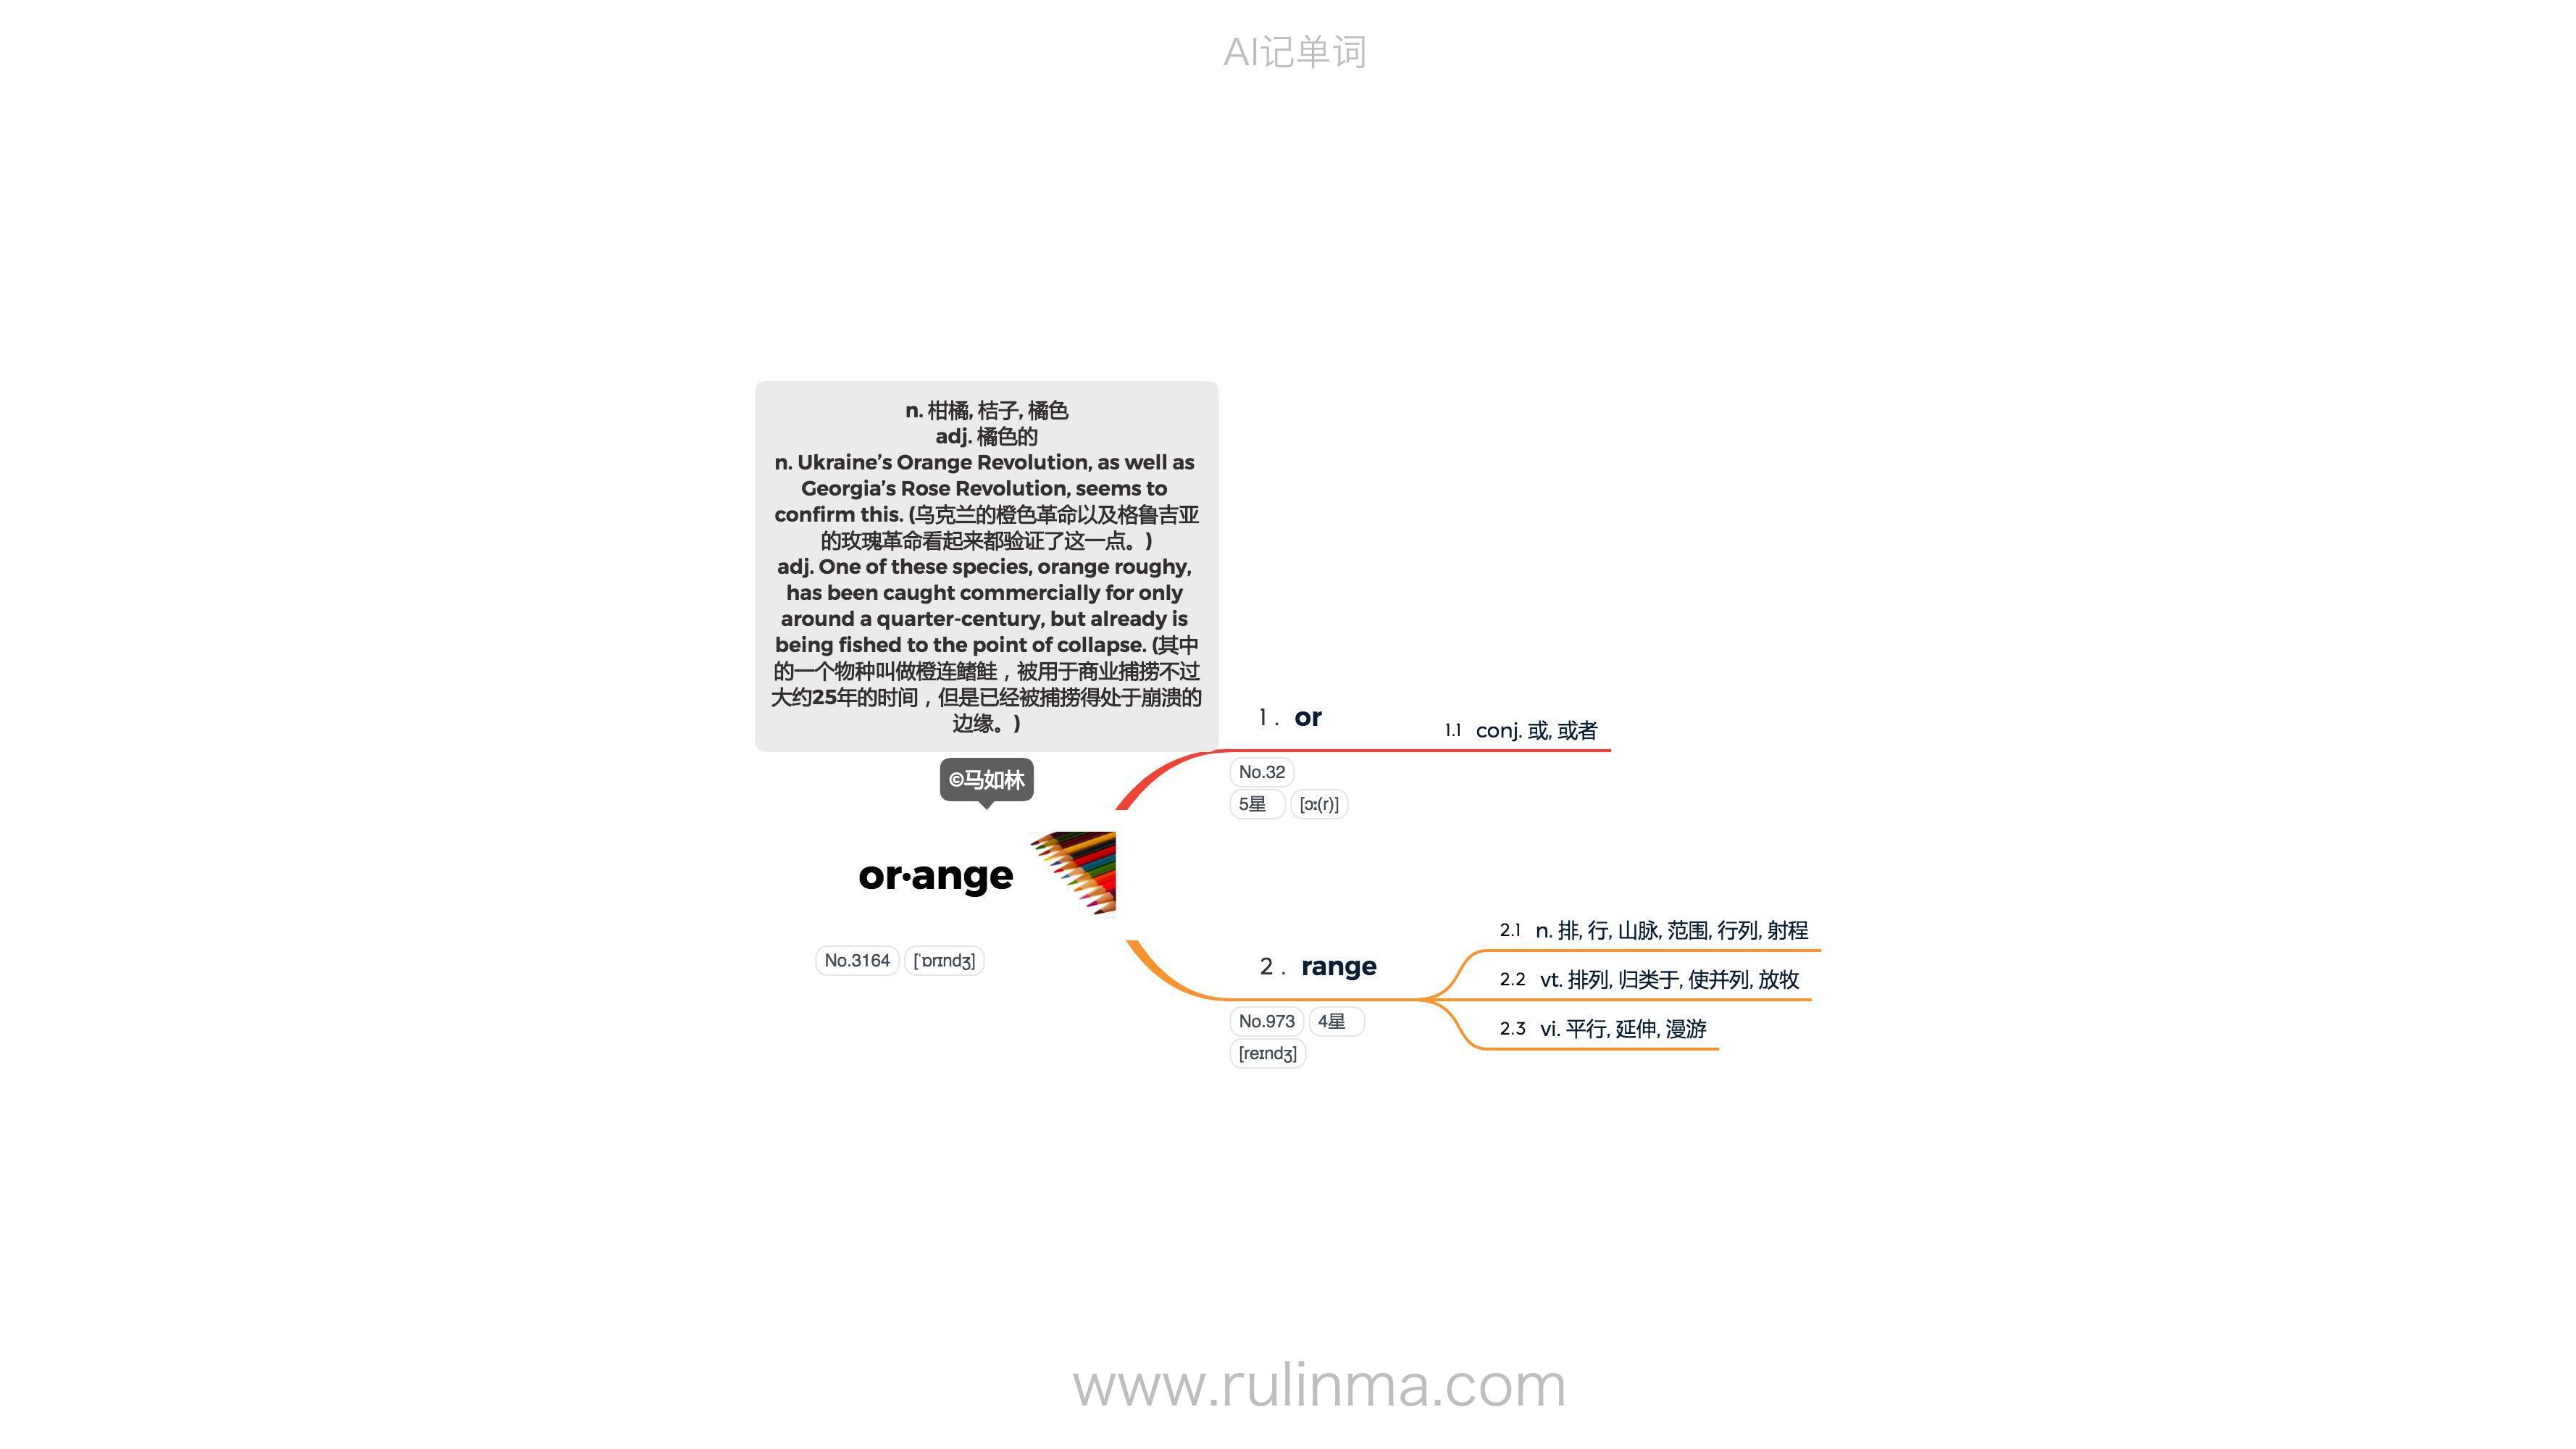 AI记单词
n. 柑橘, 桔子, 橘色
adj. 橘色的
n. Ukraine’s Orange Revolution, as well as
Georgia’s Rose Revolution, seems to
confirm this. (乌克兰的橙色革命以及格鲁吉亚
的玫瑰革命看起来都验证了这一点。)
adj. One of these species, orange roughy,
has been caught commercially for only
around a quarter-century, but already is
being fished to the point of collapse. (其中
的一个物种叫做橙连鳍鲑，被用于商业捕捞不过
大约25年的时间，但是已经被捕捞得处于崩溃的
边缘。)
©马如林
or·ange
No.3164 [ˈɒrɪndʒ]
1. or
No.32
5星 [ɔː(r)]
1.1 conj. 或, 或者
2. range
No.973 4星
[reɪndʒ]
2.1 n. 排, 行, 山脉, 范围, 行列, 射程
2.2 vt. 排列, 归类于, 使并列, 放牧
2.3 vi. 平行, 延伸, 漫游
www.rulinma.com